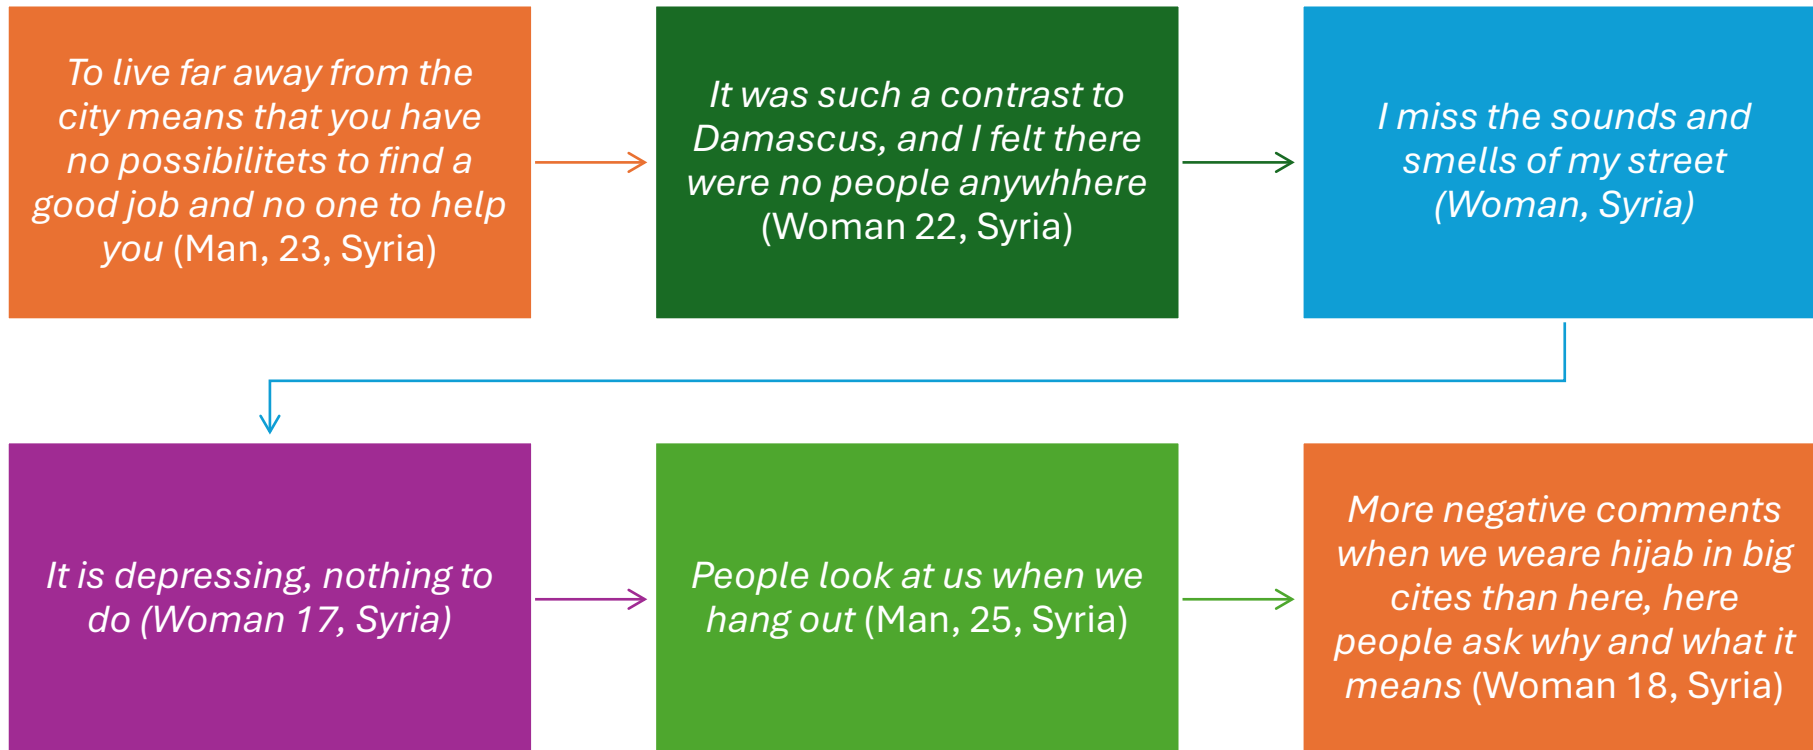 To live far away from the
city means that you have
no possibilitets to find a
good job and no one to help
you (Man, 23, Syria)
It was such a contrast to
Damascus, and I felt there
were no people anywhhere
(Woman 22, Syria)
I miss the sounds and
smells of my street
(Woman, Syria)
It is depressing, nothing to
do (Woman 17, Syria)
People look at us when we
hang out (Man, 25, Syria)
More negative comments
when we weare hijab in big
cites than here, here
people ask why and what it
means (Woman 18, Syria)